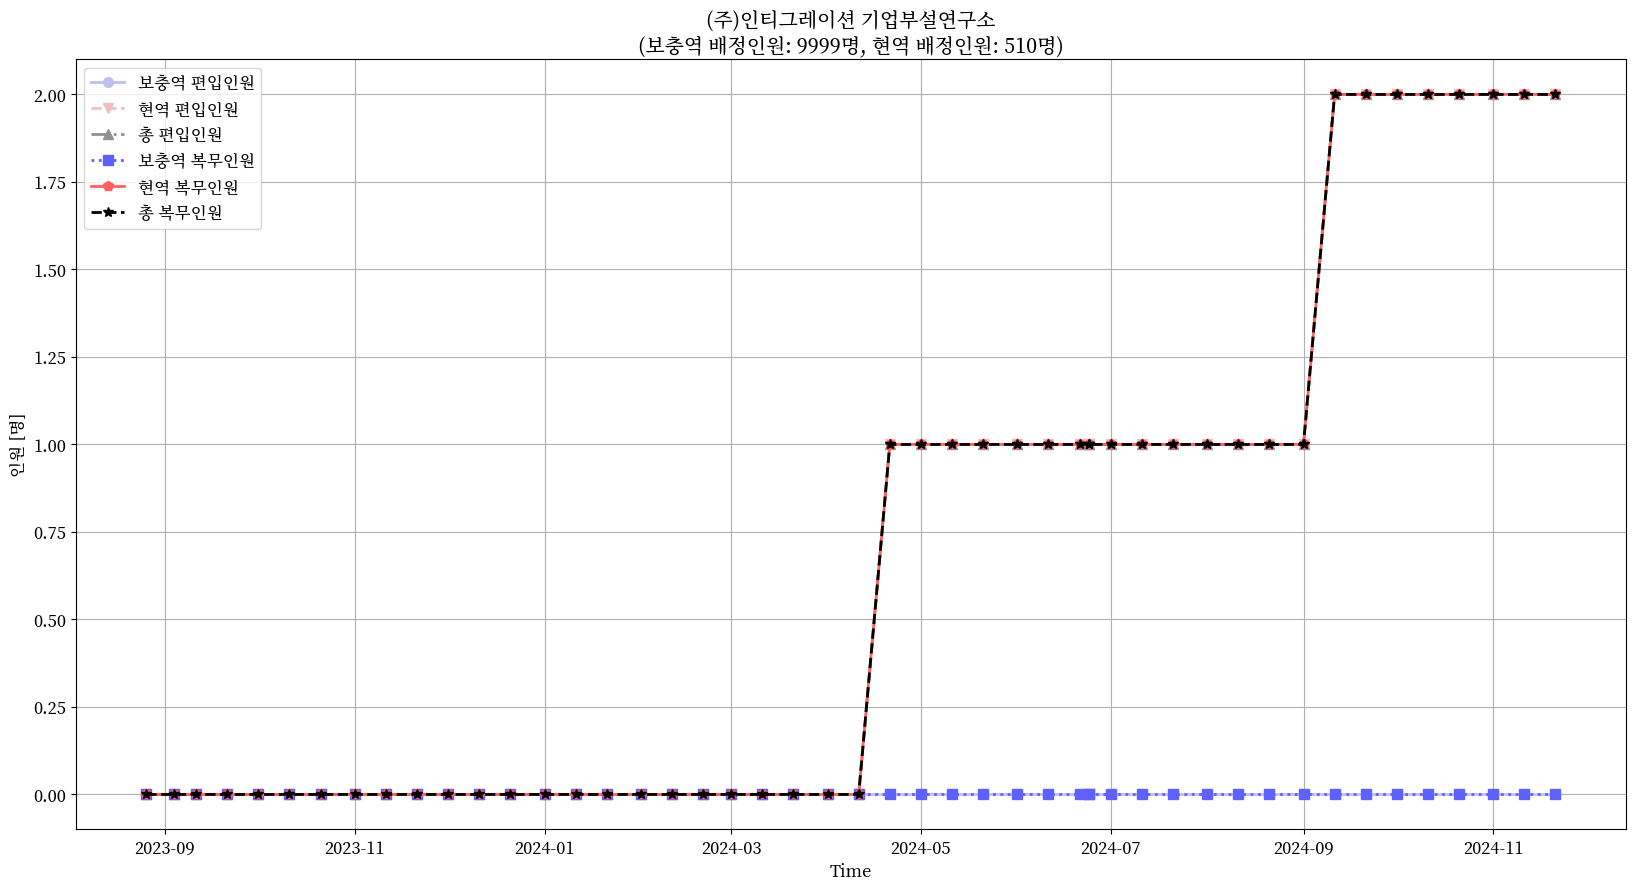 (주)인티그레이션 기업부설연구소
(보충역 배정인원: 9999명, 현역 배정인원: 510명)
보충역 편입인원
현역 편입인원
총 편입인원
보충역 복무인원
현역 복무인원
총 복무인원
인원 [명]
2.00
1.75
1.50
1.25
1.00
0.75
0.50
0.25
0.00
2023-09 2023-11 2024-01 2024-03 2024-05 2024-07 2024-09 2024-11
Time